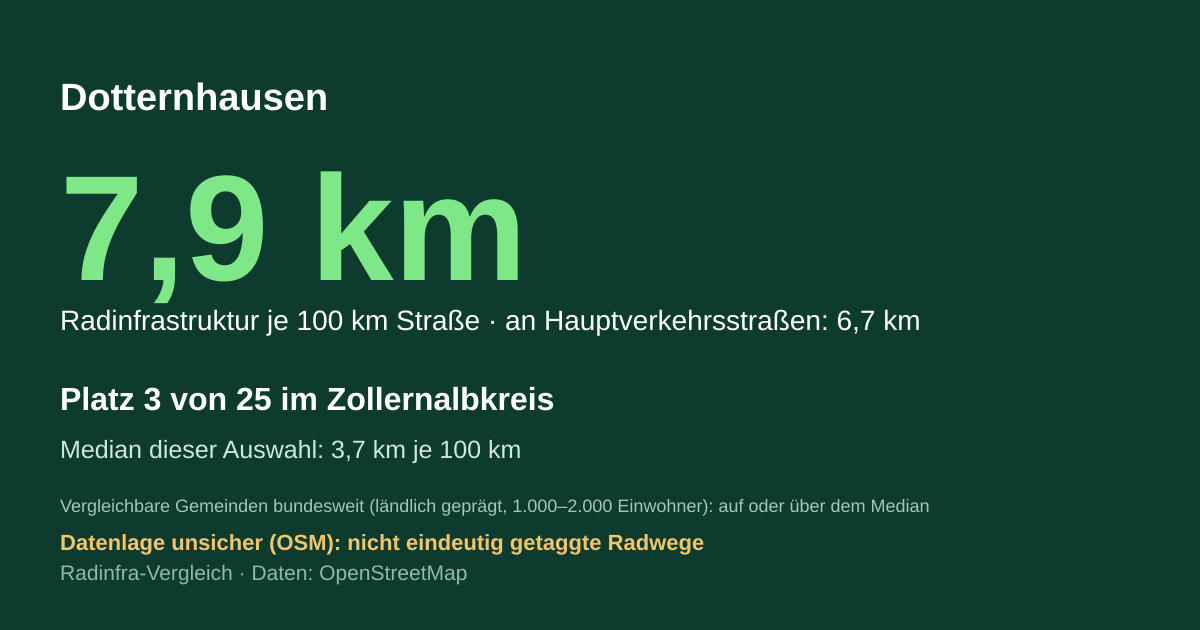 Dotternhausen
7,9 km
Radinfrastruktur je 100 km Straße · an Hauptverkehrsstraßen: 6,7 km
Platz 3 von 25 im Zollernalbkreis
Median dieser Auswahl: 3,7 km je 100 km
Vergleichbare Gemeinden bundesweit (ländlich geprägt, 1.000–2.000 Einwohner): auf oder über dem Median
Datenlage unsicher (OSM): nicht eindeutig getaggte Radwege
Radinfra-Vergleich · Daten: OpenStreetMap